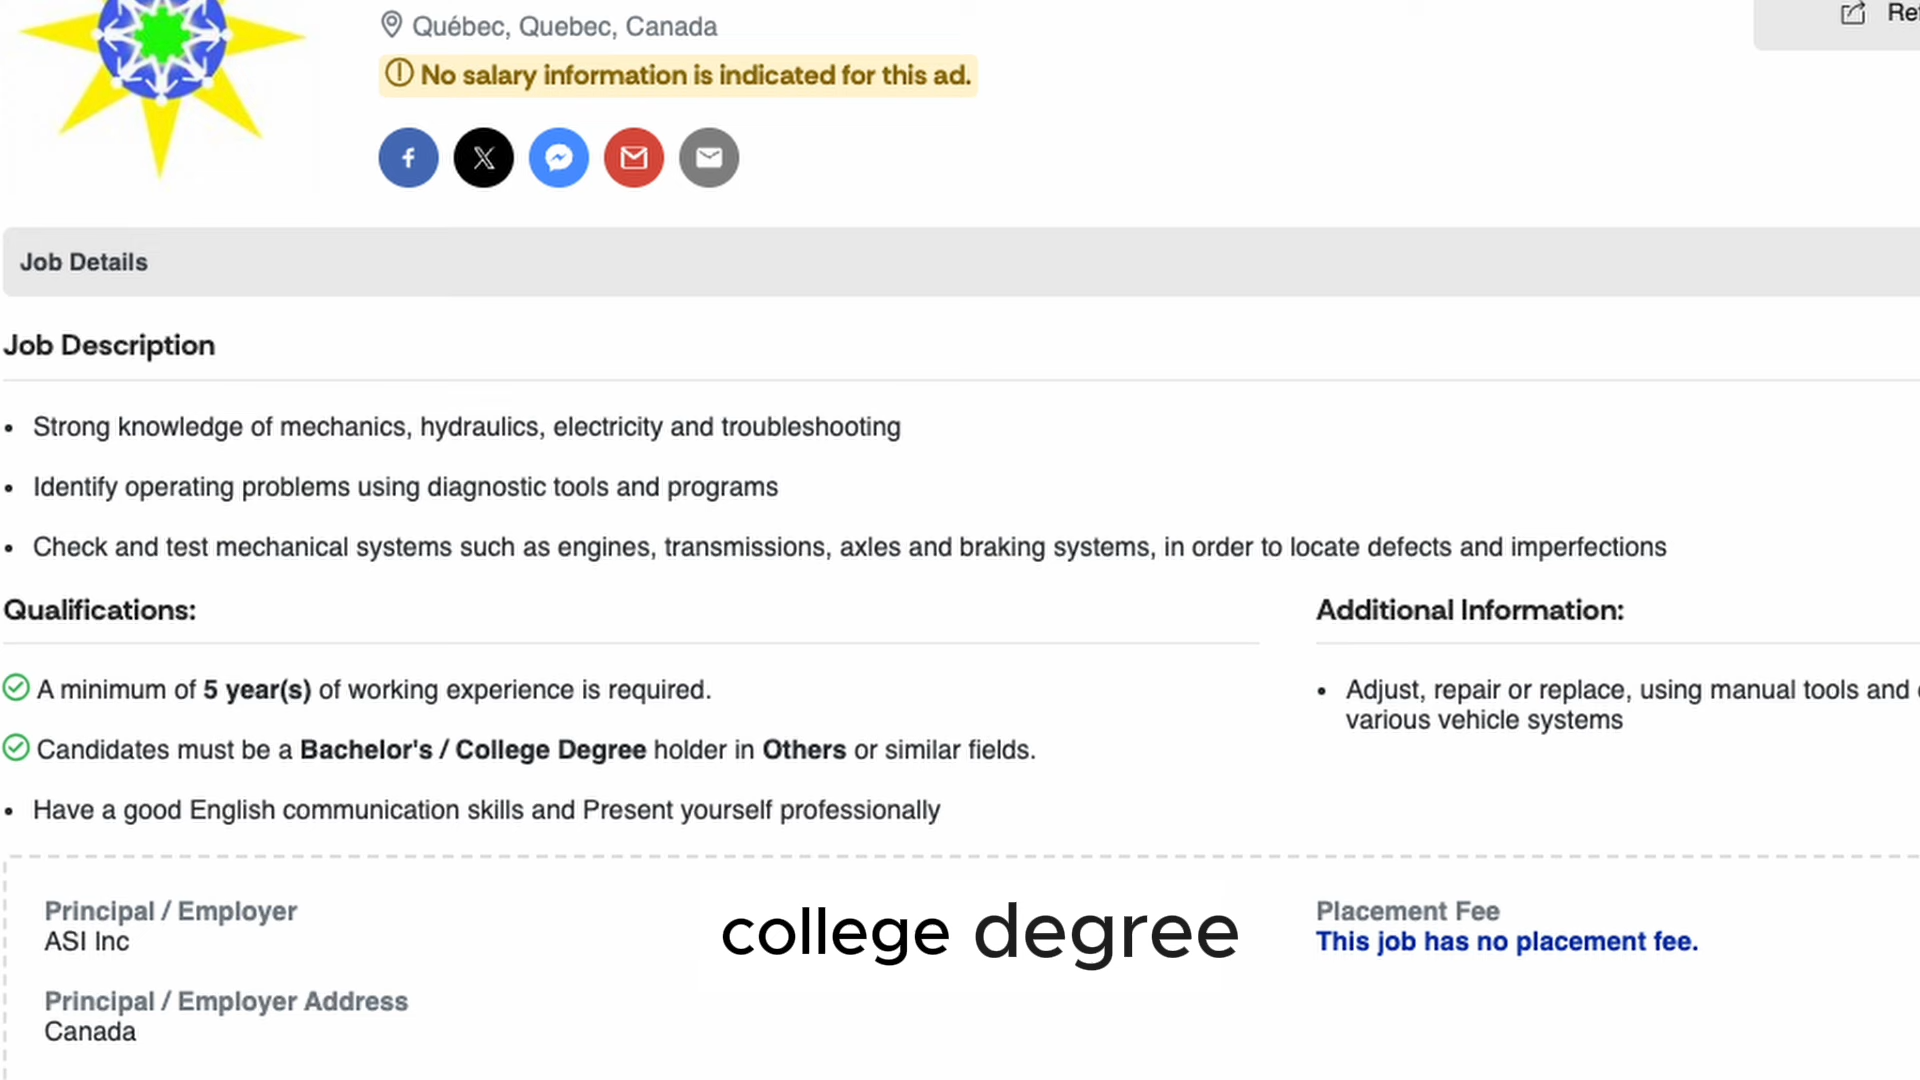 Québec, Quebec, Canada
No salary information is indicated for this ad.
Job Details
Job Description
• Strong knowledge of mechanics, hydraulics, electricity and troubleshooting
• Identify operating problems using diagnostic tools and programs
• Check and test mechanical systems such as engines, transmissions, axles and braking systems, in order to locate defects and imperfections
Qualifications:
A minimum of 5 year(s) of working experience is required.
Candidates must be a Bachelor's / College Degree holder in Others or similar fields.
• Have a good English communication skills and Present yourself professionally
Additional Information:
• Adjust, repair or replace, using manual tools and
various vehicle systems
Principal / Employer
ASI Inc
Principal / Employer Address
Canada
college degree
Placement Fee
This job has no placement fee.